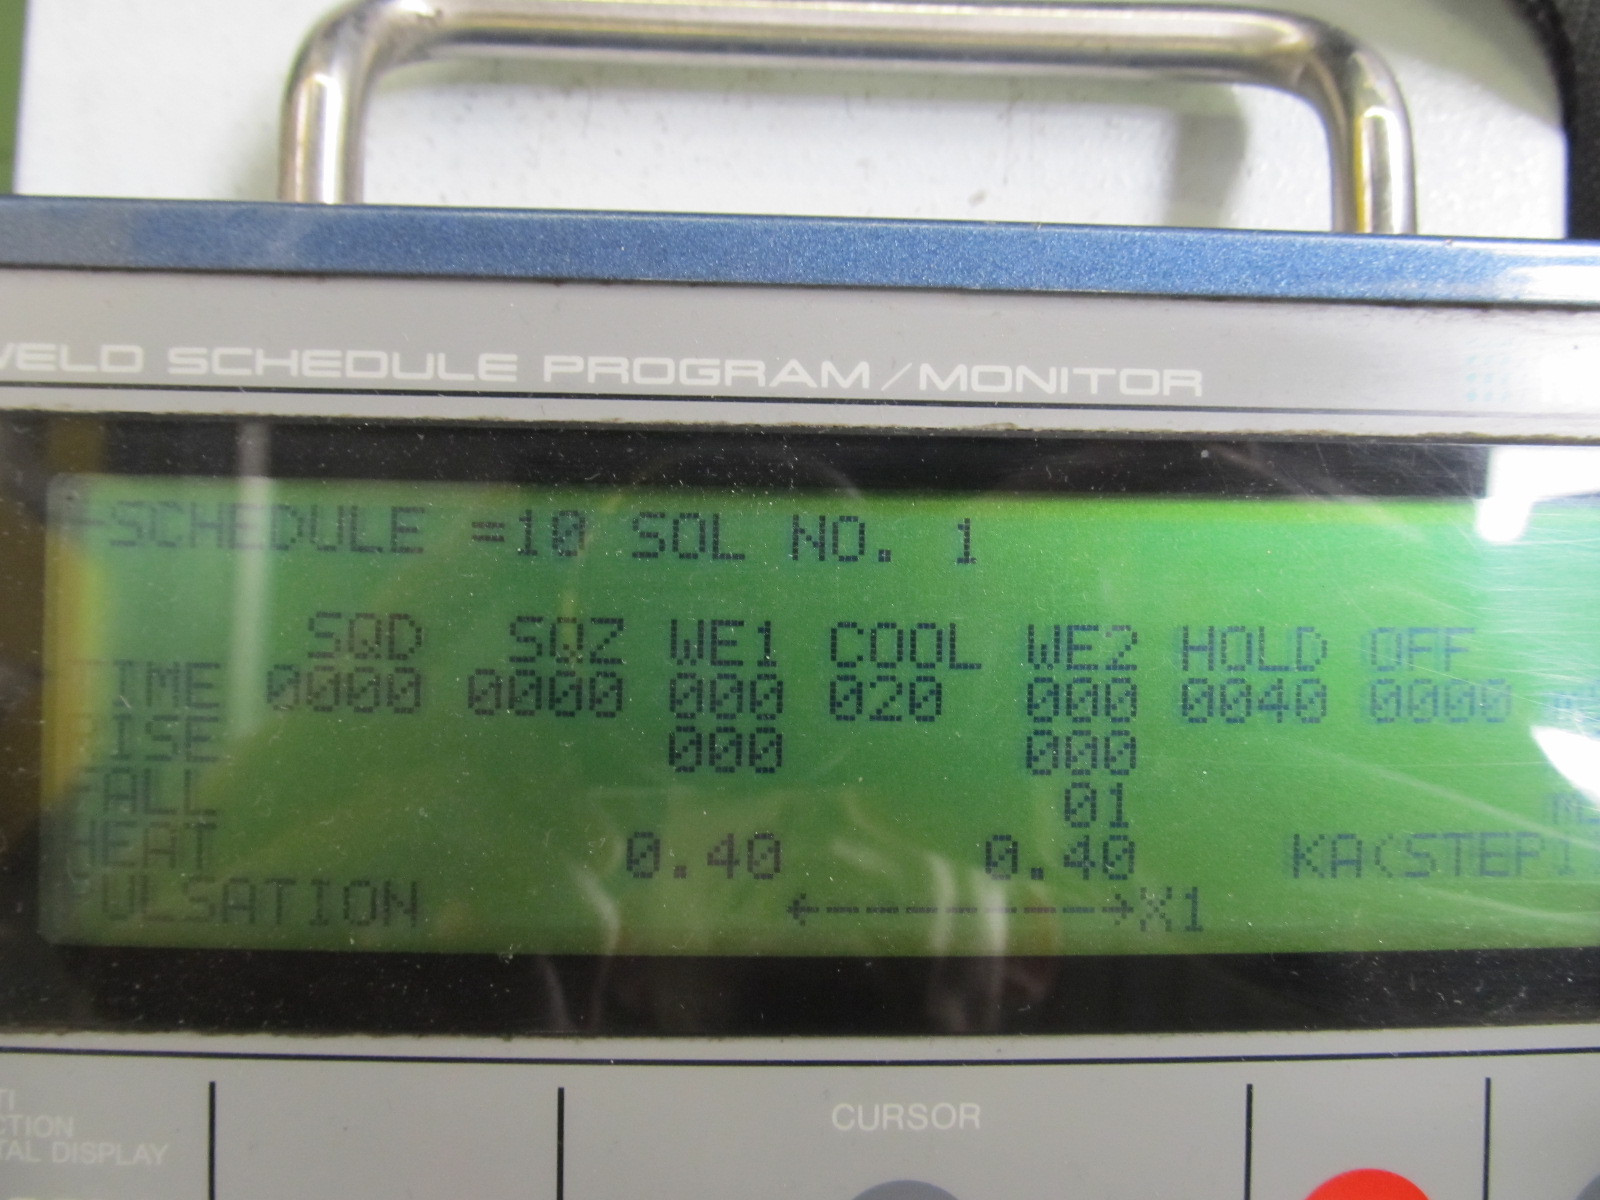 WELD SCHEDULE PROGRAM/MONITOR
SCHEDULE =10 SOL NO. 1
SQD SQZ WE1 COOL WE2 HOLD OFF
TIME 0000 0000 000 020 000 0040 0000
RISE 000 000
FALL 01
HEAT 0.40 0.40 KA(STEP1
PULSATION ←------→X1
CURSOR
TAL DISPLAY